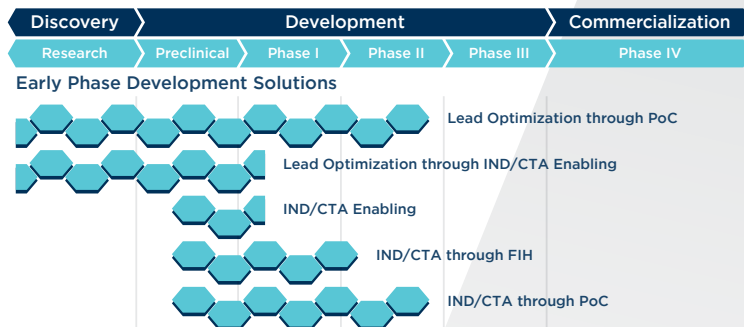 Discovery Development Commercialization
Research Preclinical Phase I Phase II Phase III Phase IV
Early Phase Development Solutions
Lead Optimization through PoC
Lead Optimization through IND/CTA Enabling
IND/CTA Enabling
IND/CTA through FIH
IND/CTA through PoC